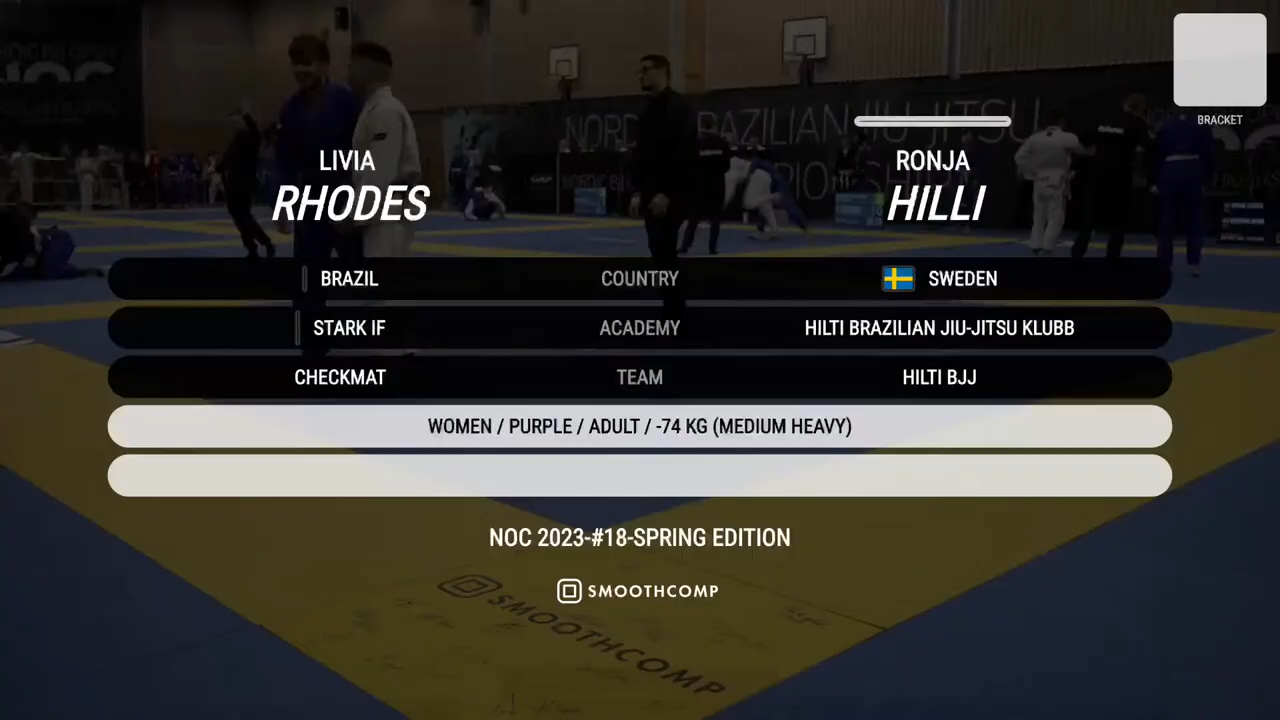 BRACKET
LIVIA
RHODES
RONJA
HILLI
BRAZIL COUNTRY SWEDEN
STARK IF ACADEMY HILTI BRAZILIAN JIU-JITSU KLUBB
CHECKMAT TEAM HILTI BJJ
WOMEN / PURPLE / ADULT / -74 KG (MEDIUM HEAVY)
NOC 2023-#18-SPRING EDITION
SMOOTHCOMP
SMOOTHCOMP